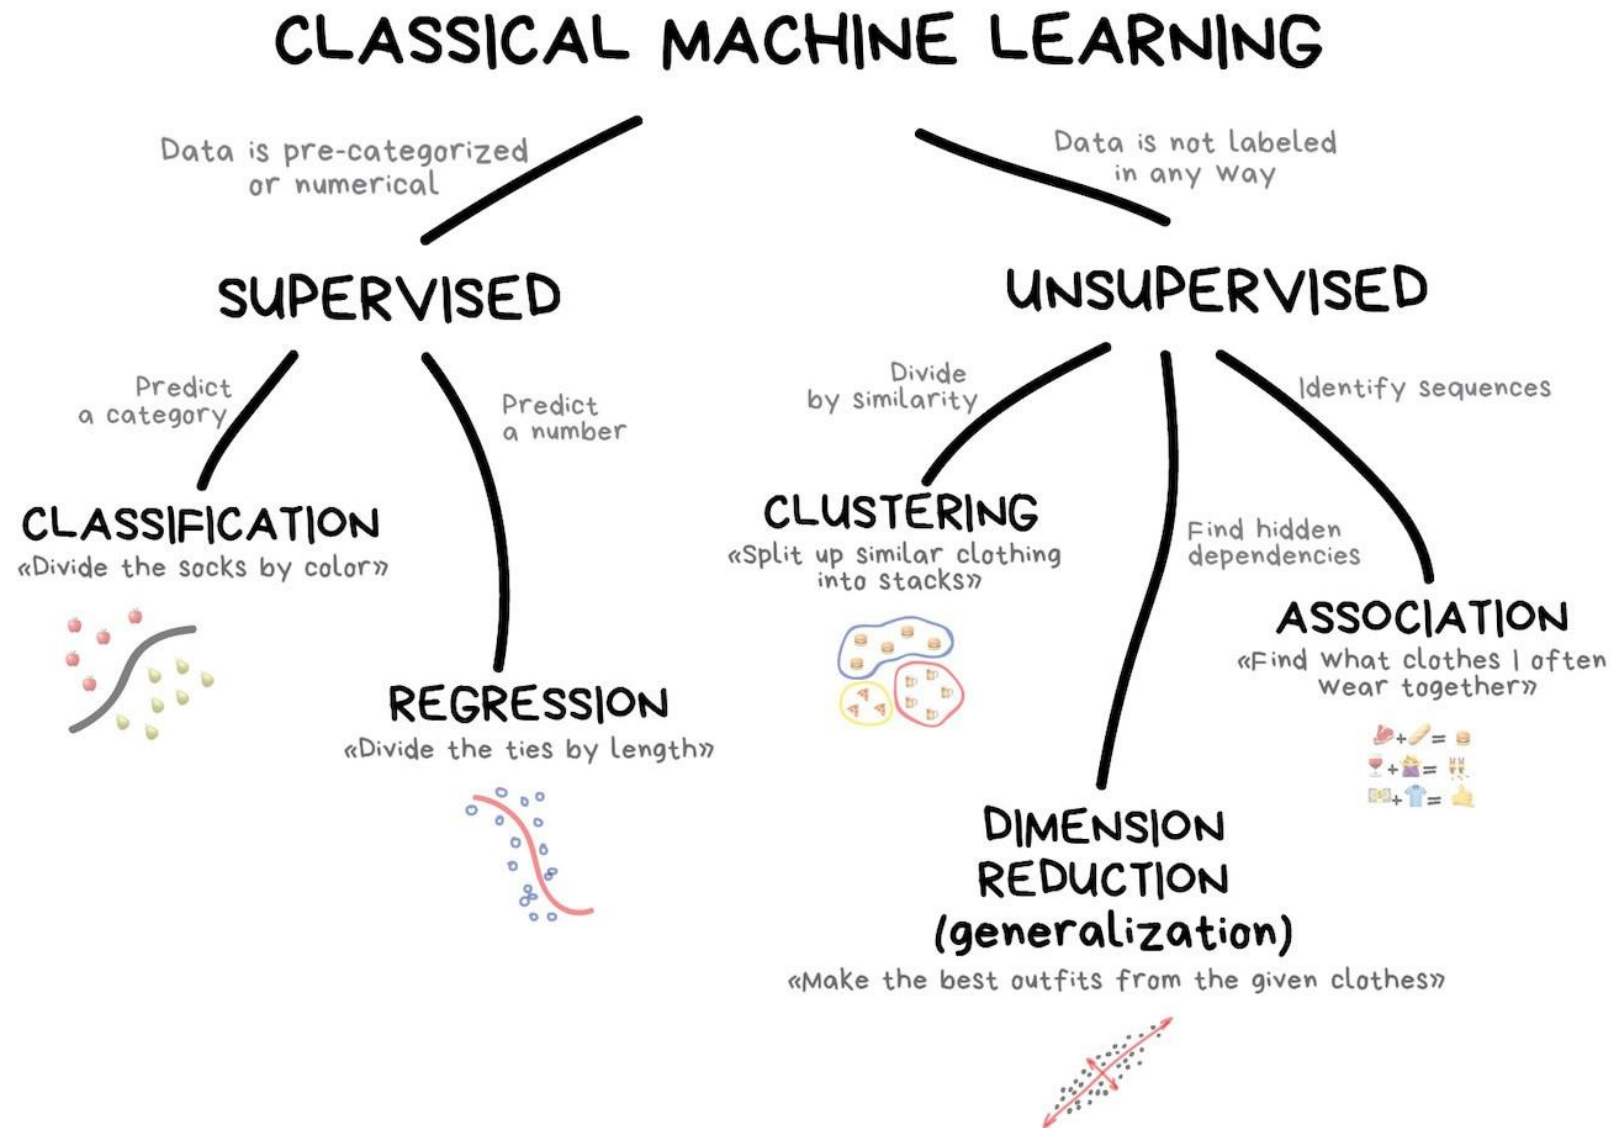 CLASSICAL MACHINE LEARNING
Data is pre-categorized
or numerical
Data is not labeled
in any way
SUPERVISED
UNSUPERVISED
Predict
a category
Predict
a number
Divide
by similarity
Identify sequences
CLASSIFICATION
«Divide the socks by color»
CLUSTERING
«Split up similar clothing
into stacks»
Find hidden
dependencies
ASSOCIATION
«Find what clothes I often
wear together»
REGRESSION
«Divide the ties by length»
+ =
+ =
+ =
DIMENSION
REDUCTION
(generalization)
«Make the best outfits from the given clothes»